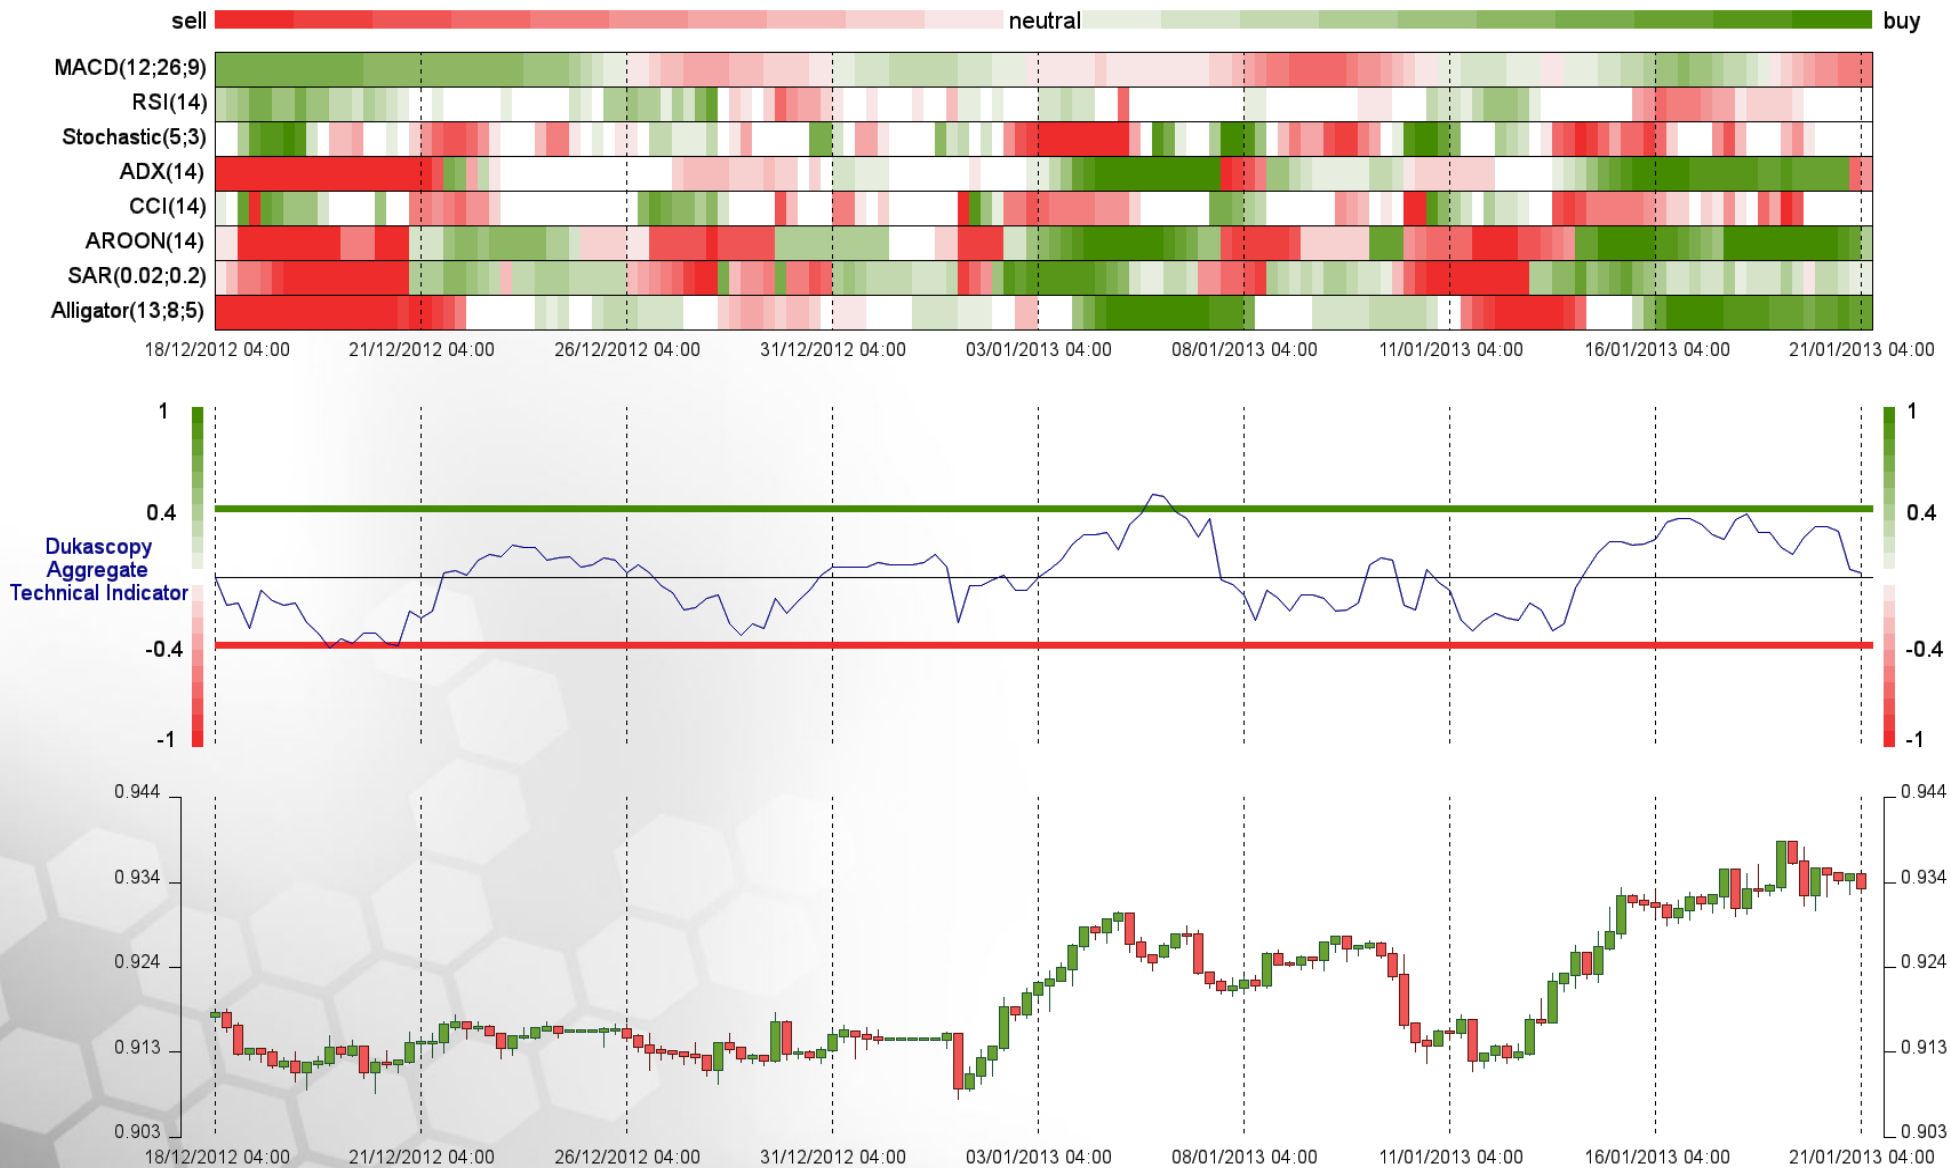 sell neutral buy
MACD(12;26;9)
RSI(14)
Stochastic(5;3)
ADX(14)
CCI(14)
AROON(14)
SAR(0.02;0.2)
Alligator(13;8;5)
18/12/2012 04:00 21/12/2012 04:00 26/12/2012 04:00 31/12/2012 04:00 03/01/2013 04:00 08/01/2013 04:00 11/01/2013 04:00 16/01/2013 04:00 21/01/2013 04:00
1 1
0.4 0.4
Dukascopy
Aggregate
Technical Indicator
-0.4 -0.4
-1 -1
0.944 0.944
0.934 0.934
0.924 0.924
0.913 0.913
0.903 0.903
18/12/2012 04:00 21/12/2012 04:00 26/12/2012 04:00 31/12/2012 04:00 03/01/2013 04:00 08/01/2013 04:00 11/01/2013 04:00 16/01/2013 04:00 21/01/2013 04:00